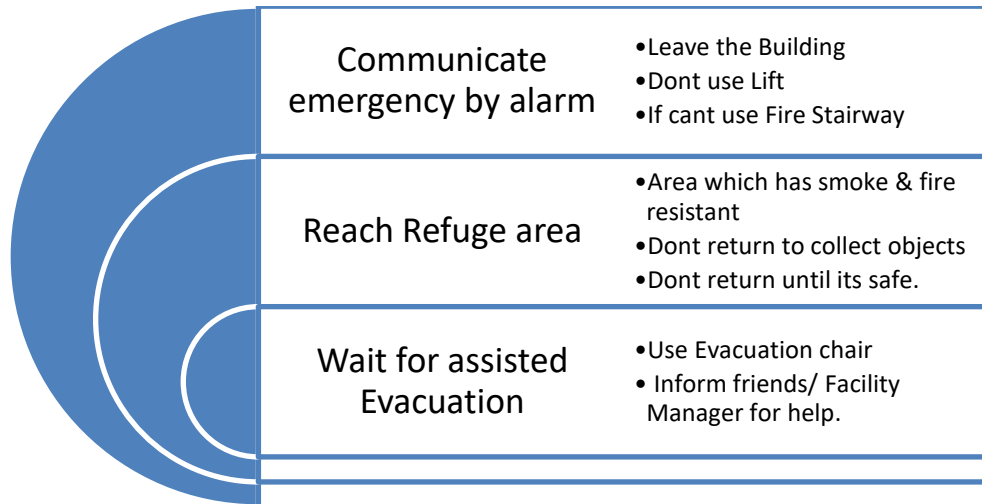 Communicate
emergency by alarm
•Leave the Building
•Dont use Lift
•If cant use Fire Stairway
Reach Refuge area
•Area which has smoke & fire
resistant
•Dont return to collect objects
•Dont return until its safe.
Wait for assisted
Evacuation
•Use Evacuation chair
• Inform friends/ Facility
Manager for help.